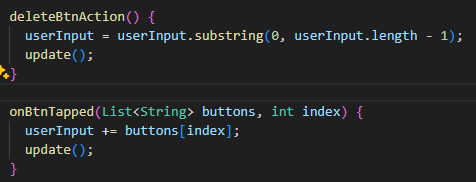 deleteBtnAction() {
  userInput = userInput.substring(0, userInput.length - 1);
  update();
}
onBtnTapped(List<String> buttons, int index) {
  userInput += buttons[index];
  update();
}